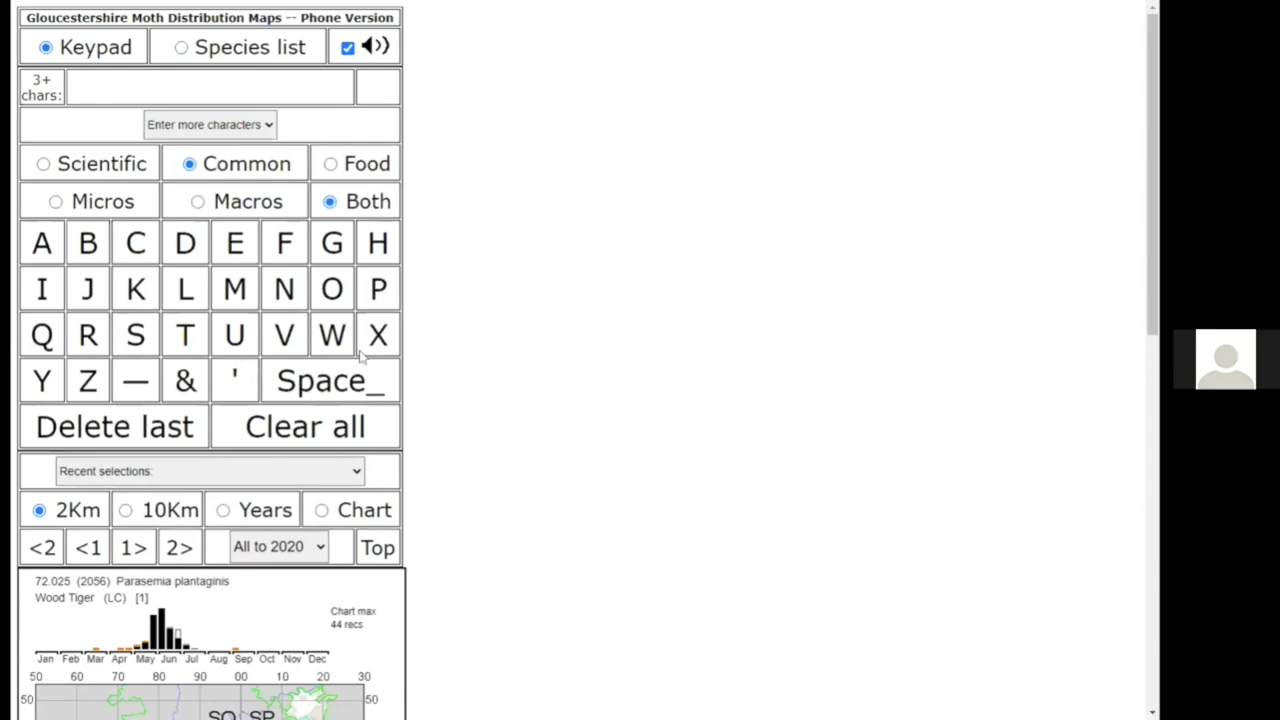 Gloucestershire Moth Distribution Maps -- Phone Version
Keypad Species list
3+ chars:
Enter more characters
Scientific Common Food
Micros Macros Both
A B C D E F G H
I J K L M N O P
Q R S T U V W X
Y Z — & ' Space_
Delete last Clear all
Recent selections:
2Km 10Km Years Chart
<2 <1 1> 2> All to 2020 Top
72.025 (2056) Parasemia plantaginis
Wood Tiger (LC) [1]
Chart max
44 recs
Jan Feb Mar Apr May Jun Jul Aug Sep Oct Nov Dec
50 60 70 80 90 00 10 20 30
50 50
SO SP